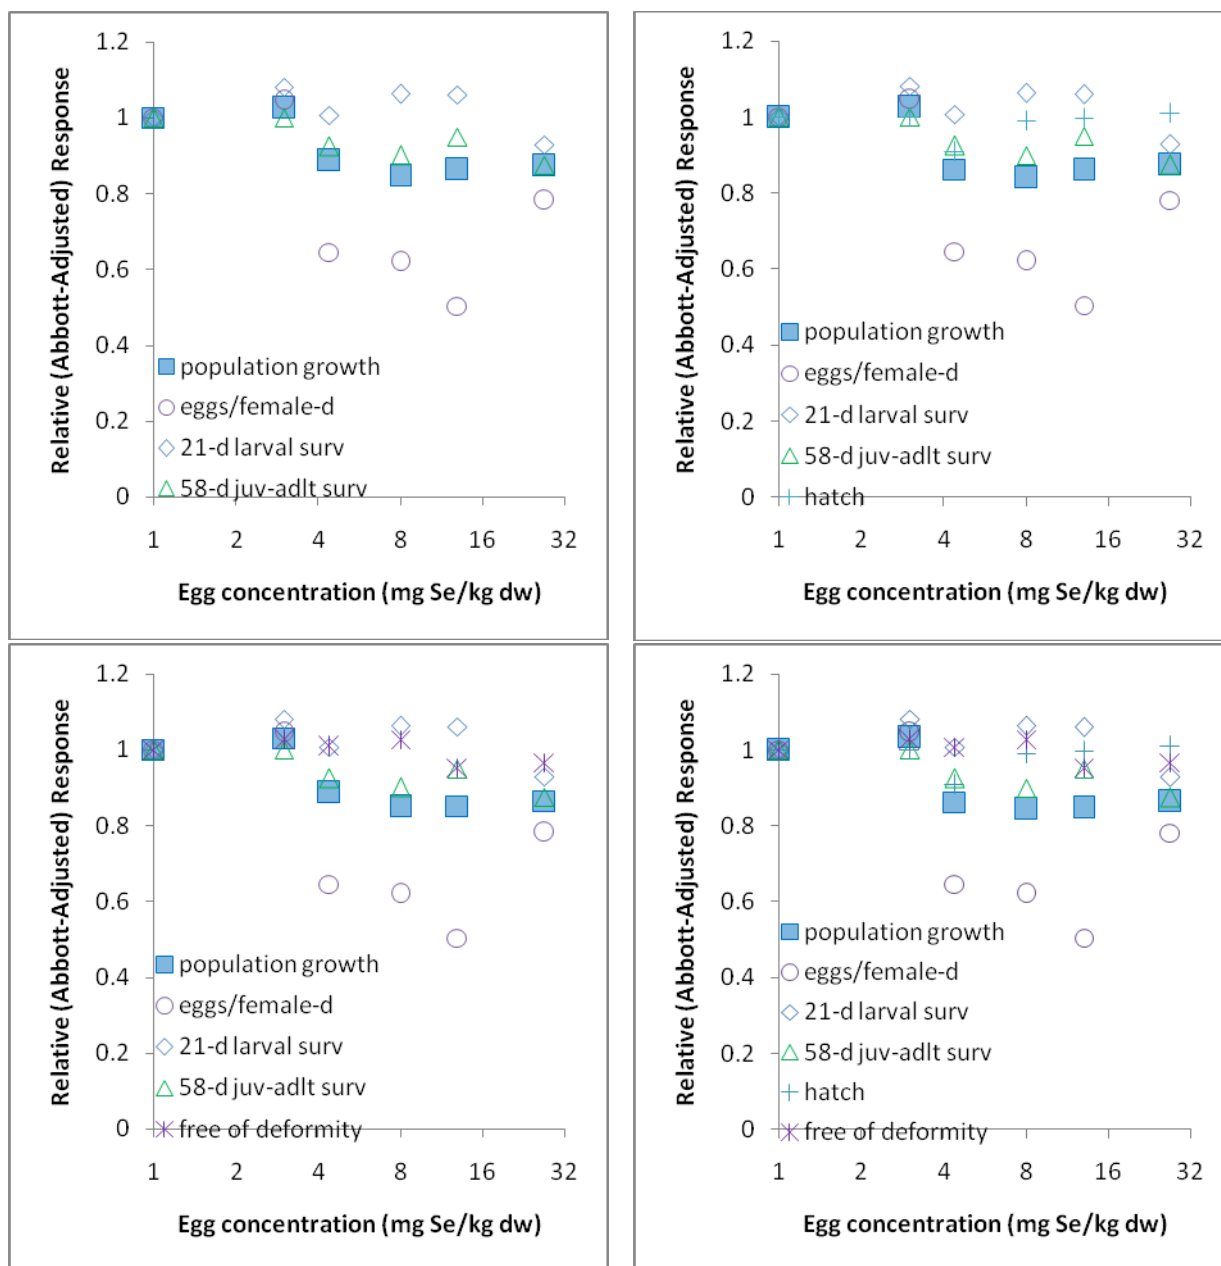 Relative (Abbott-Adjusted) Response
1.2
1
0.8
0.6
0.4
0.2
0
population growth
eggs/female-d
21-d larval surv
58-d juv-adlt surv
1 2 4 8 16 32
Egg concentration (mg Se/kg dw)
Relative (Abbott-Adjusted) Response
1.2
1
0.8
0.6
0.4
0.2
0
population growth
eggs/female-d
21-d larval surv
58-d juv-adlt surv
hatch
1 2 4 8 16 32
Egg concentration (mg Se/kg dw)
Relative (Abbott-Adjusted) Response
1.2
1
0.8
0.6
0.4
0.2
0
population growth
eggs/female-d
21-d larval surv
58-d juv-adlt surv
free of deformity
1 2 4 8 16 32
Egg concentration (mg Se/kg dw)
Relative (Abbott-Adjusted) Response
1.2
1
0.8
0.6
0.4
0.2
0
population growth
eggs/female-d
21-d larval surv
58-d juv-adlt surv
hatch
free of deformity
1 2 4 8 16 32
Egg concentration (mg Se/kg dw)